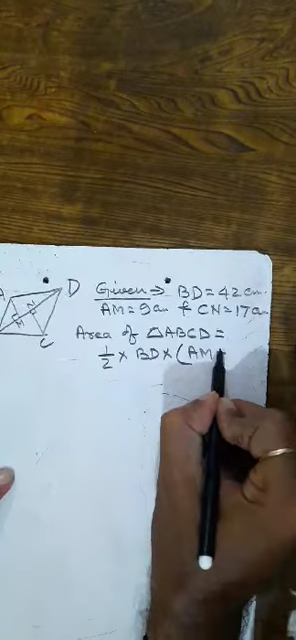 A D Given ⇒ BD = 42 cm.
AM = 9 cm & CN = 17 cm
M N
C
Area of △ABCD =
1/2 × BD × (AM +